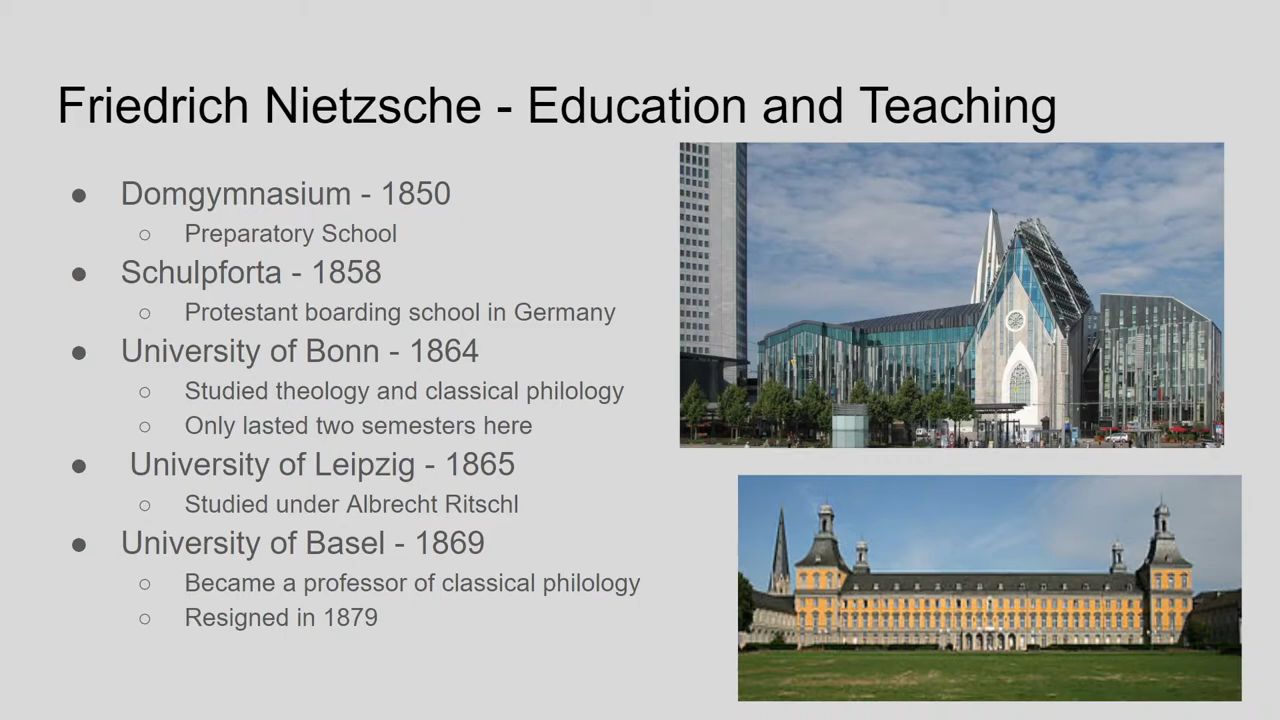 Friedrich Nietzsche - Education and Teaching
● Domgymnasium - 1850
○ Preparatory School
● Schulpforta - 1858
○ Protestant boarding school in Germany
● University of Bonn - 1864
○ Studied theology and classical philology
○ Only lasted two semesters here
● University of Leipzig - 1865
○ Studied under Albrecht Ritschl
● University of Basel - 1869
○ Became a professor of classical philology
○ Resigned in 1879